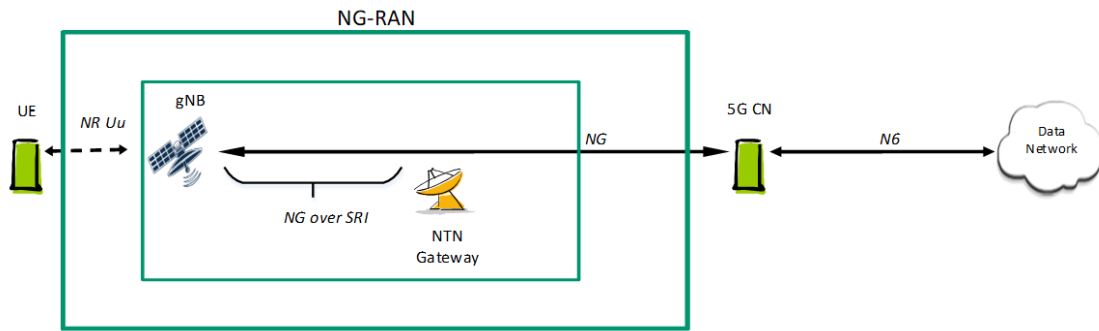 NG-RAN
UE
NR Uu
gNB
NG
5G CN
N6
Data
Network
NG over SRI
NTN
Gateway